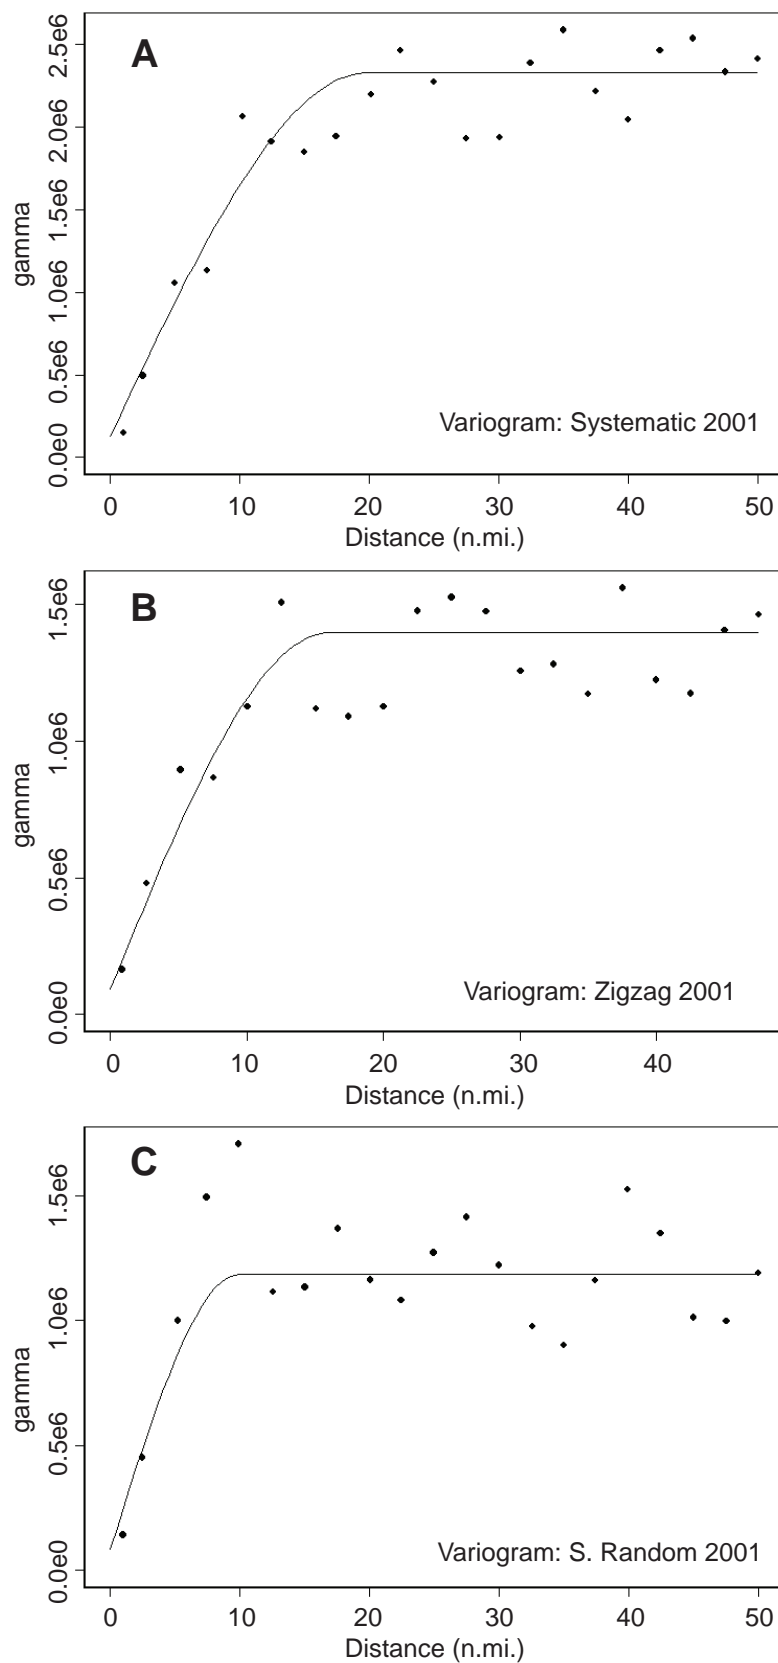 A
gamma
2.5e6
2.0e6
1.5e6
1.0e6
0.5e6
0.0e0
Variogram: Systematic 2001
0 10 20 30 40 50
Distance (n.mi.)
B
gamma
1.5e6
1.0e6
0.5e6
0.0e0
Variogram: Zigzag 2001
0 10 20 30 40
Distance (n.mi.)
C
gamma
1.5e6
1.0e6
0.5e6
0.0e0
Variogram: S. Random 2001
0 10 20 30 40 50
Distance (n.mi.)